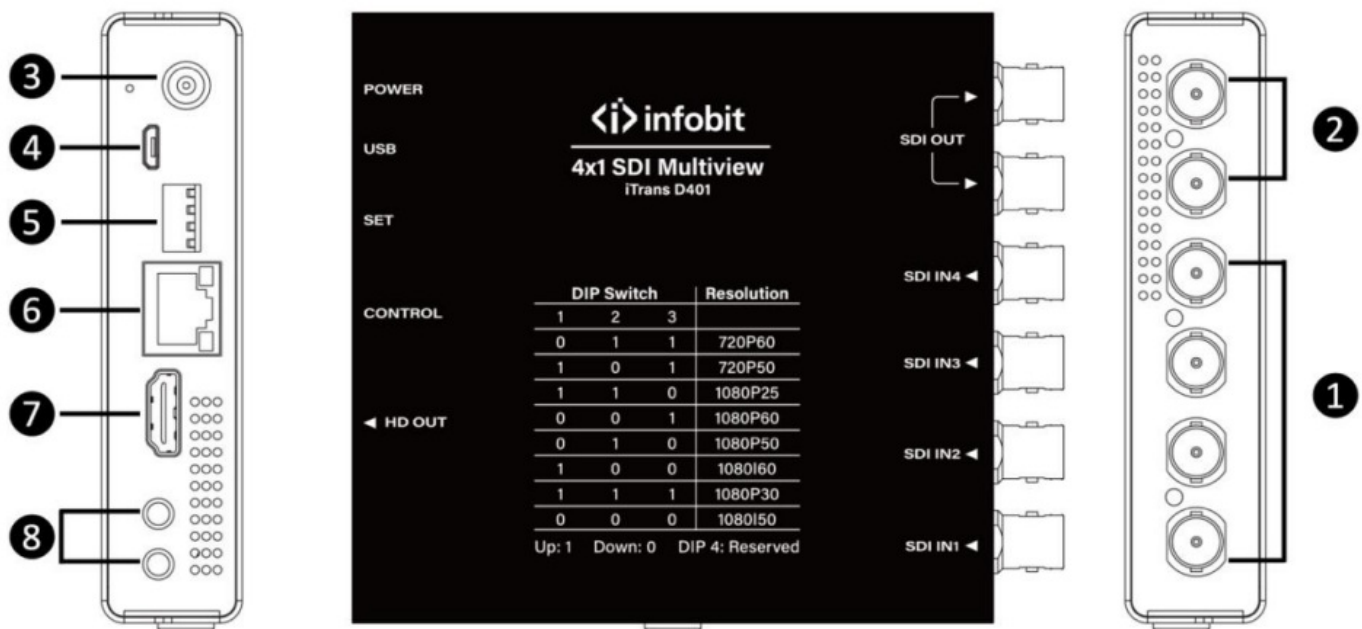 3
4
5
6
7
8
POWER
USB
SET
CONTROL
◄ HD OUT
<i> infobit
4x1 SDI Multiview
iTrans D401
DIP Switch Resolution
1 2 3
0 1 1 720P60
1 0 1 720P50
1 1 0 1080P25
0 0 1 1080P60
0 1 0 1080P50
1 0 0 1080I60
1 1 1 1080P30
0 0 0 1080I50
Up: 1 Down: 0 DIP 4: Reserved
SDI OUT
SDI IN4 ◄
SDI IN3 ◄
SDI IN2 ◄
SDI IN1 ◄
2
1